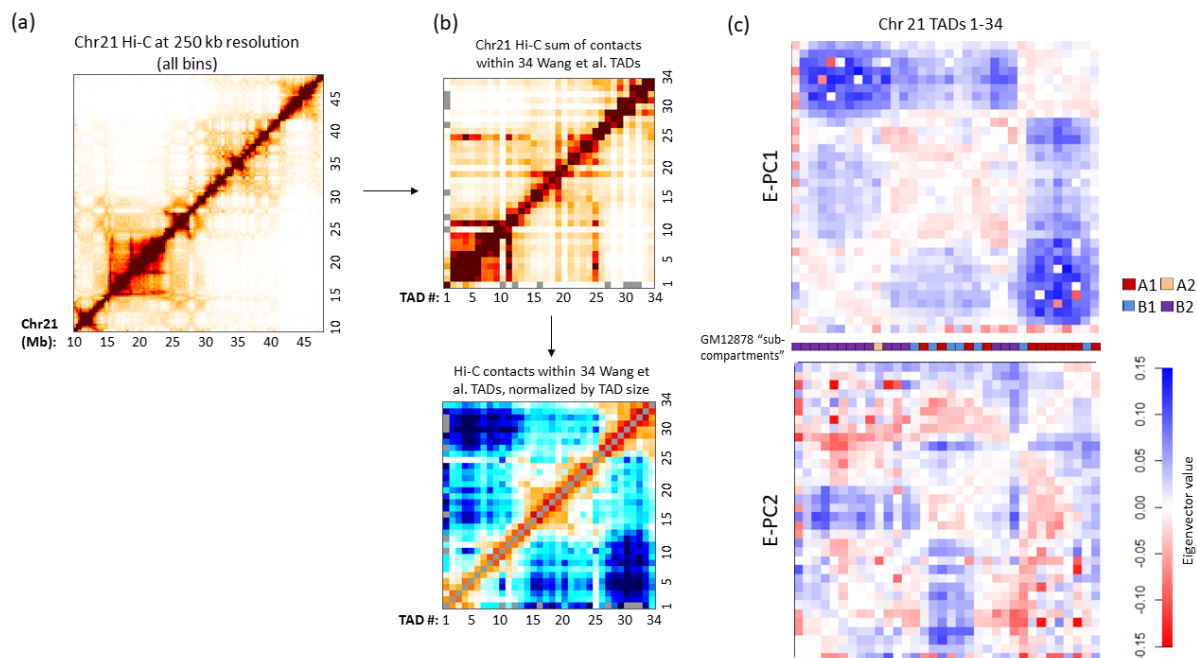 (a)
Chr21 Hi-C at 250 kb resolution
(all bins)
45
40
35
30
25
20
15
10
Chr21
(Mb):
10 15 20 25 30 35 40 45
(b)
Chr21 Hi-C sum of contacts
within 34 Wang et al. TADs
34
30
25
20
15
10
5
1
TAD #: 1 5 10 15 20 25 30 34
Hi-C contacts within 34 Wang et
al. TADs, normalized by TAD size
34
30
25
20
15
10
5
1
TAD #: 1 5 10 15 20 25 30 34
(c)
Chr 21 TADs 1-34
E-PC1
GM12878 “sub-
compartments”
E-PC2
A1 A2
B1 B2
0.15
0.10
0.05
0.00
-0.05
-0.10
-0.15
Eigenvector value